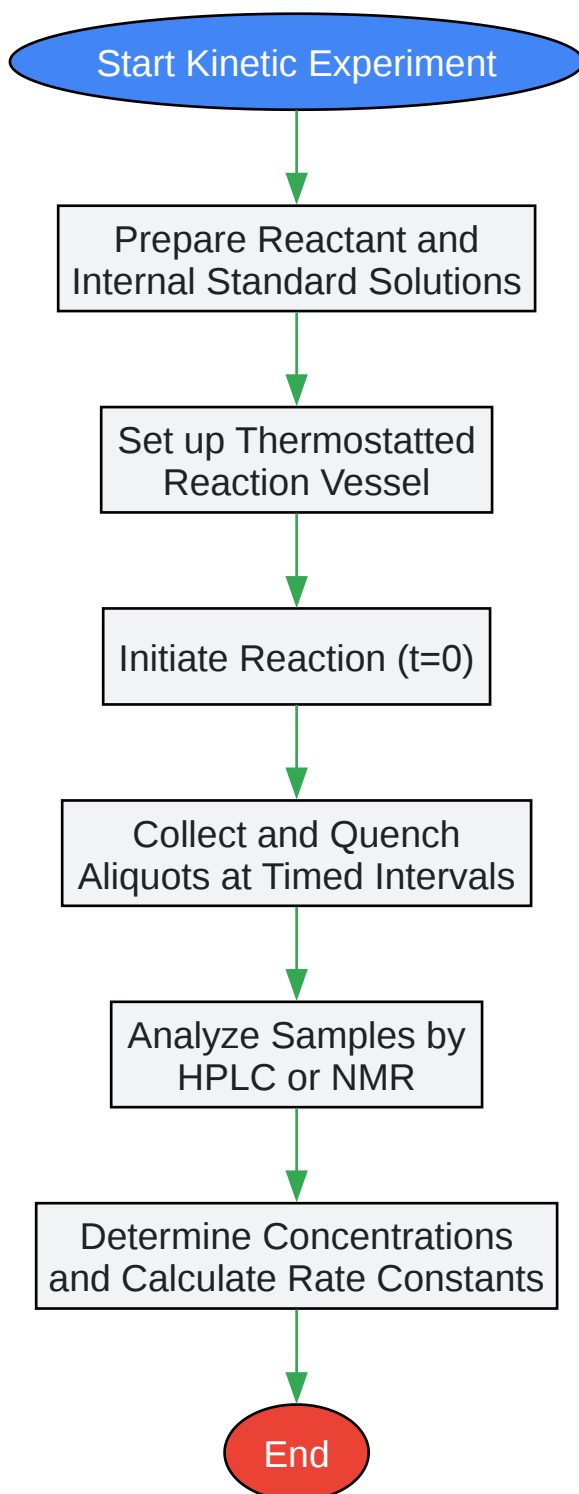 Start Kinetic Experiment
Prepare Reactant and
Internal Standard Solutions
Set up Thermostatted
Reaction Vessel
Initiate Reaction (t=0)
Collect and Quench
Aliquots at Timed Intervals
Analyze Samples by
HPLC or NMR
Determine Concentrations
and Calculate Rate Constants
End